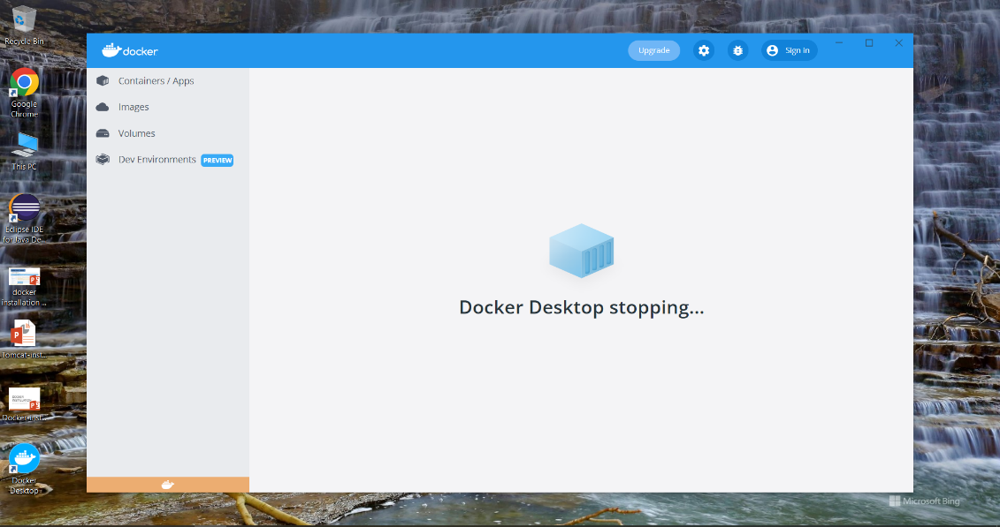 Recycle Bin
Google
Chrome
This PC
Eclipse IDE
for Java De...
docker
installation ...
Tomcat-inst...
Docker-inst...
Docker
Desktop
docker
Upgrade
Sign in
Containers / Apps
Images
Volumes
Dev Environments PREVIEW
Docker Desktop stopping...
Microsoft Bing